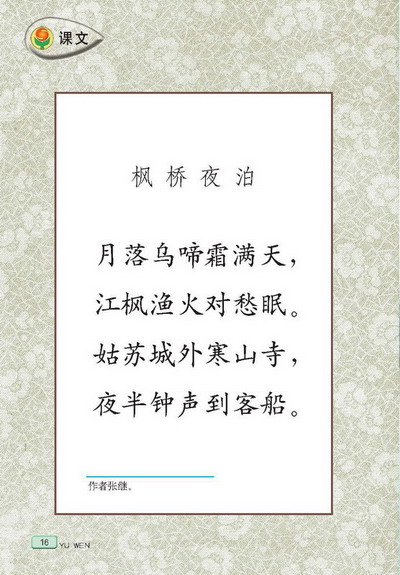 课文
枫桥夜泊
月落乌啼霜满天，
江枫渔火对愁眠。
姑苏城外寒山寺，
夜半钟声到客船。
作者张继。
16 YU WEN